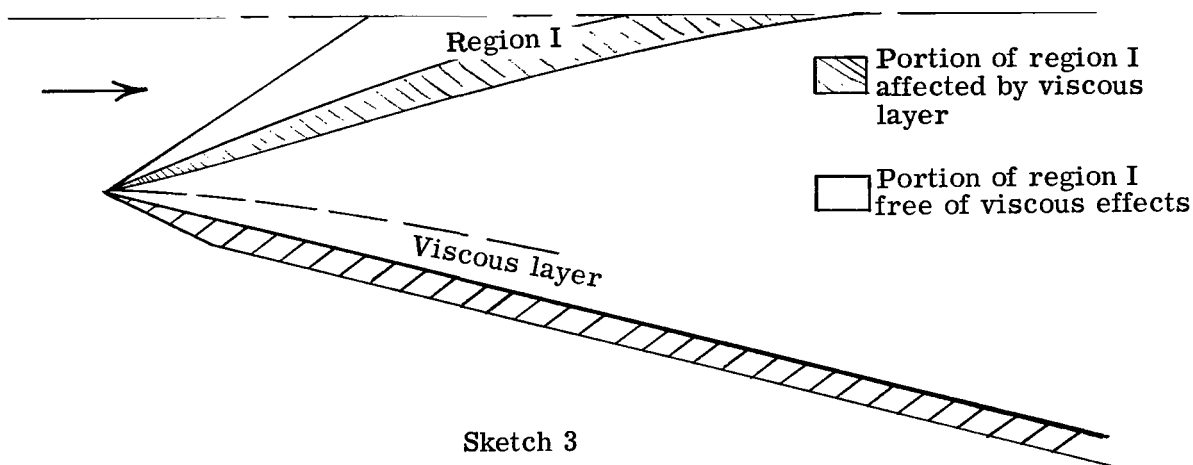 Region I
Portion of region I
affected by viscous
layer
Portion of region I
free of viscous effects
Viscous layer
Sketch 3